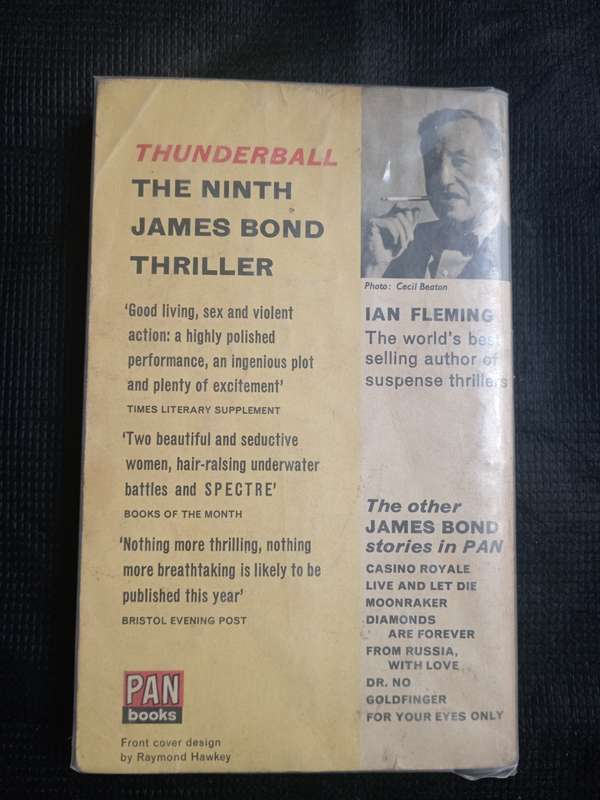 THUNDERBALL
THE NINTH
JAMES BOND
THRILLER
'Good living, sex and violent
action: a highly polished
performance, an ingenious plot
and plenty of excitement'
TIMES LITERARY SUPPLEMENT
'Two beautiful and seductive
women, hair-raising underwater
battles and SPECTRE'
BOOKS OF THE MONTH
'Nothing more thrilling, nothing
more breathtaking is likely to be
published this year'
BRISTOL EVENING POST
PAN
books
Front cover design
by Raymond Hawkey
Photo: Cecil Beaton
IAN FLEMING
The world's best
selling author of
suspense thrillers
The other
JAMES BOND
stories in PAN
CASINO ROYALE
LIVE AND LET DIE
MOONRAKER
DIAMONDS
ARE FOREVER
FROM RUSSIA,
WITH LOVE
DR. NO
GOLDFINGER
FOR YOUR EYES ONLY